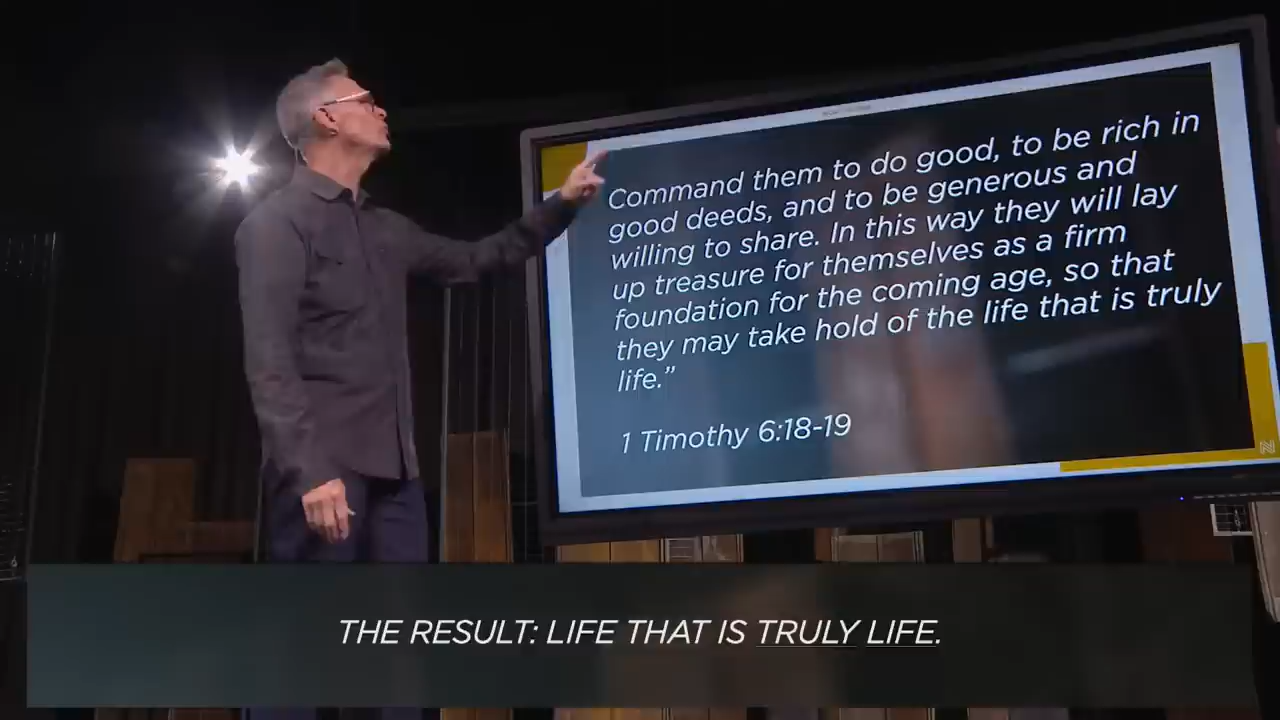 Command them to do good, to be rich in
good deeds, and to be generous and
willing to share. In this way they will lay
up treasure for themselves as a firm
foundation for the coming age, so that
they may take hold of the life that is truly
life.”
1 Timothy 6:18-19
N
THE RESULT: LIFE THAT IS TRULY LIFE.